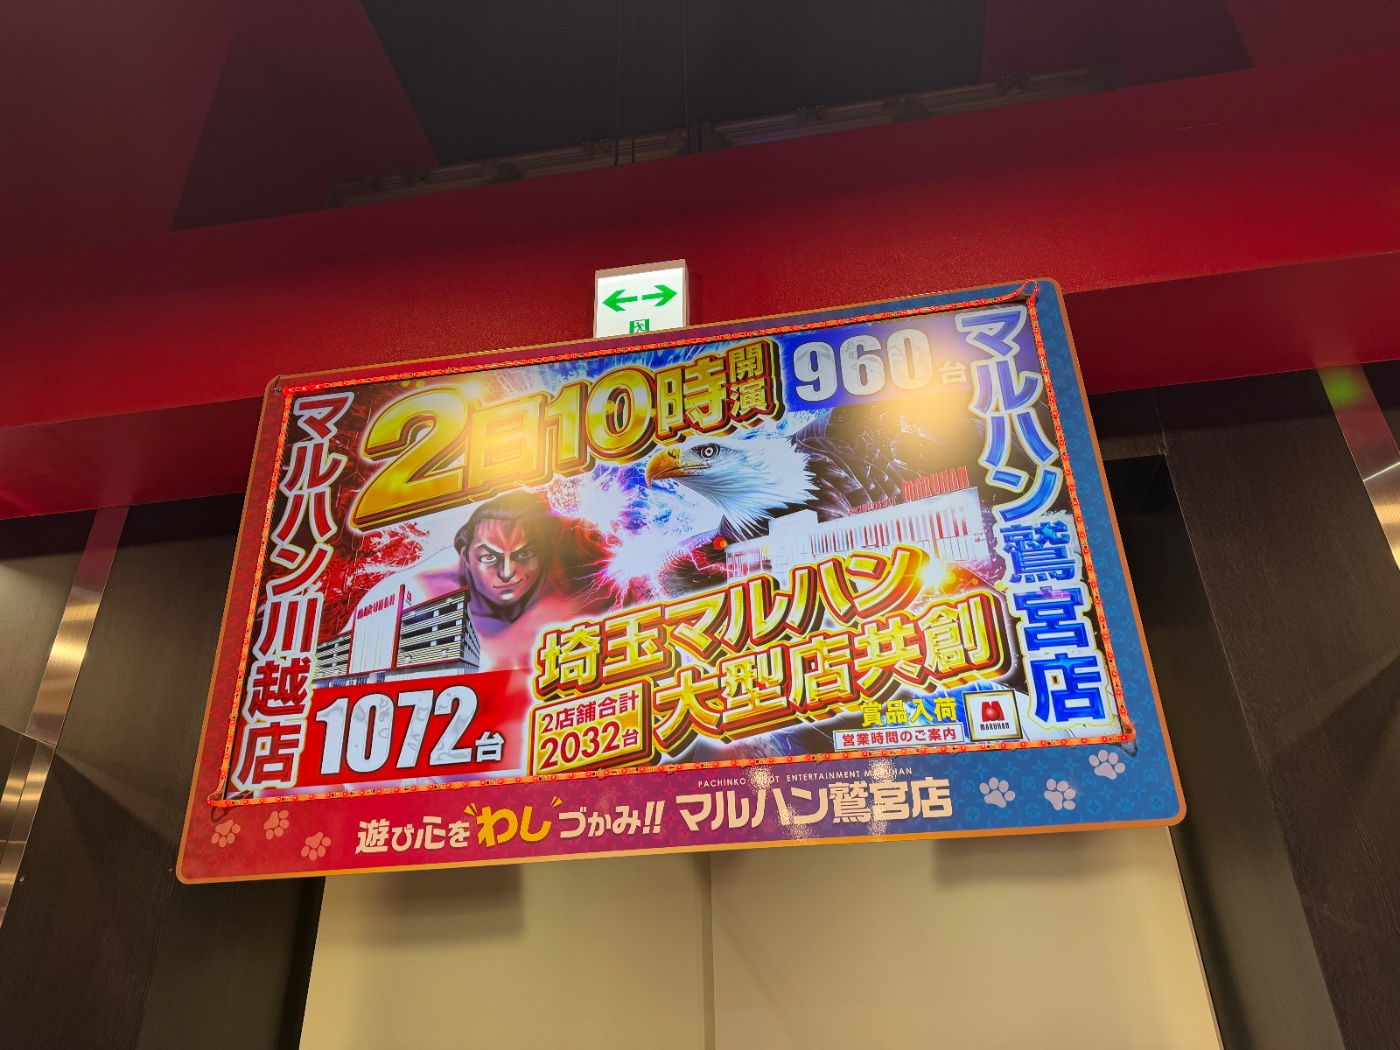 2日10時開演
960台
マルハン川越店
マルハン鷲宮店
MARUHAN
MARUHAN
埼玉マルハン
大型店共創
1072台
2店舗合計
2032台
賞品入荷
営業時間のご案内
MARUHAN
遊び心を"わし"づかみ!! マルハン鷲宮店